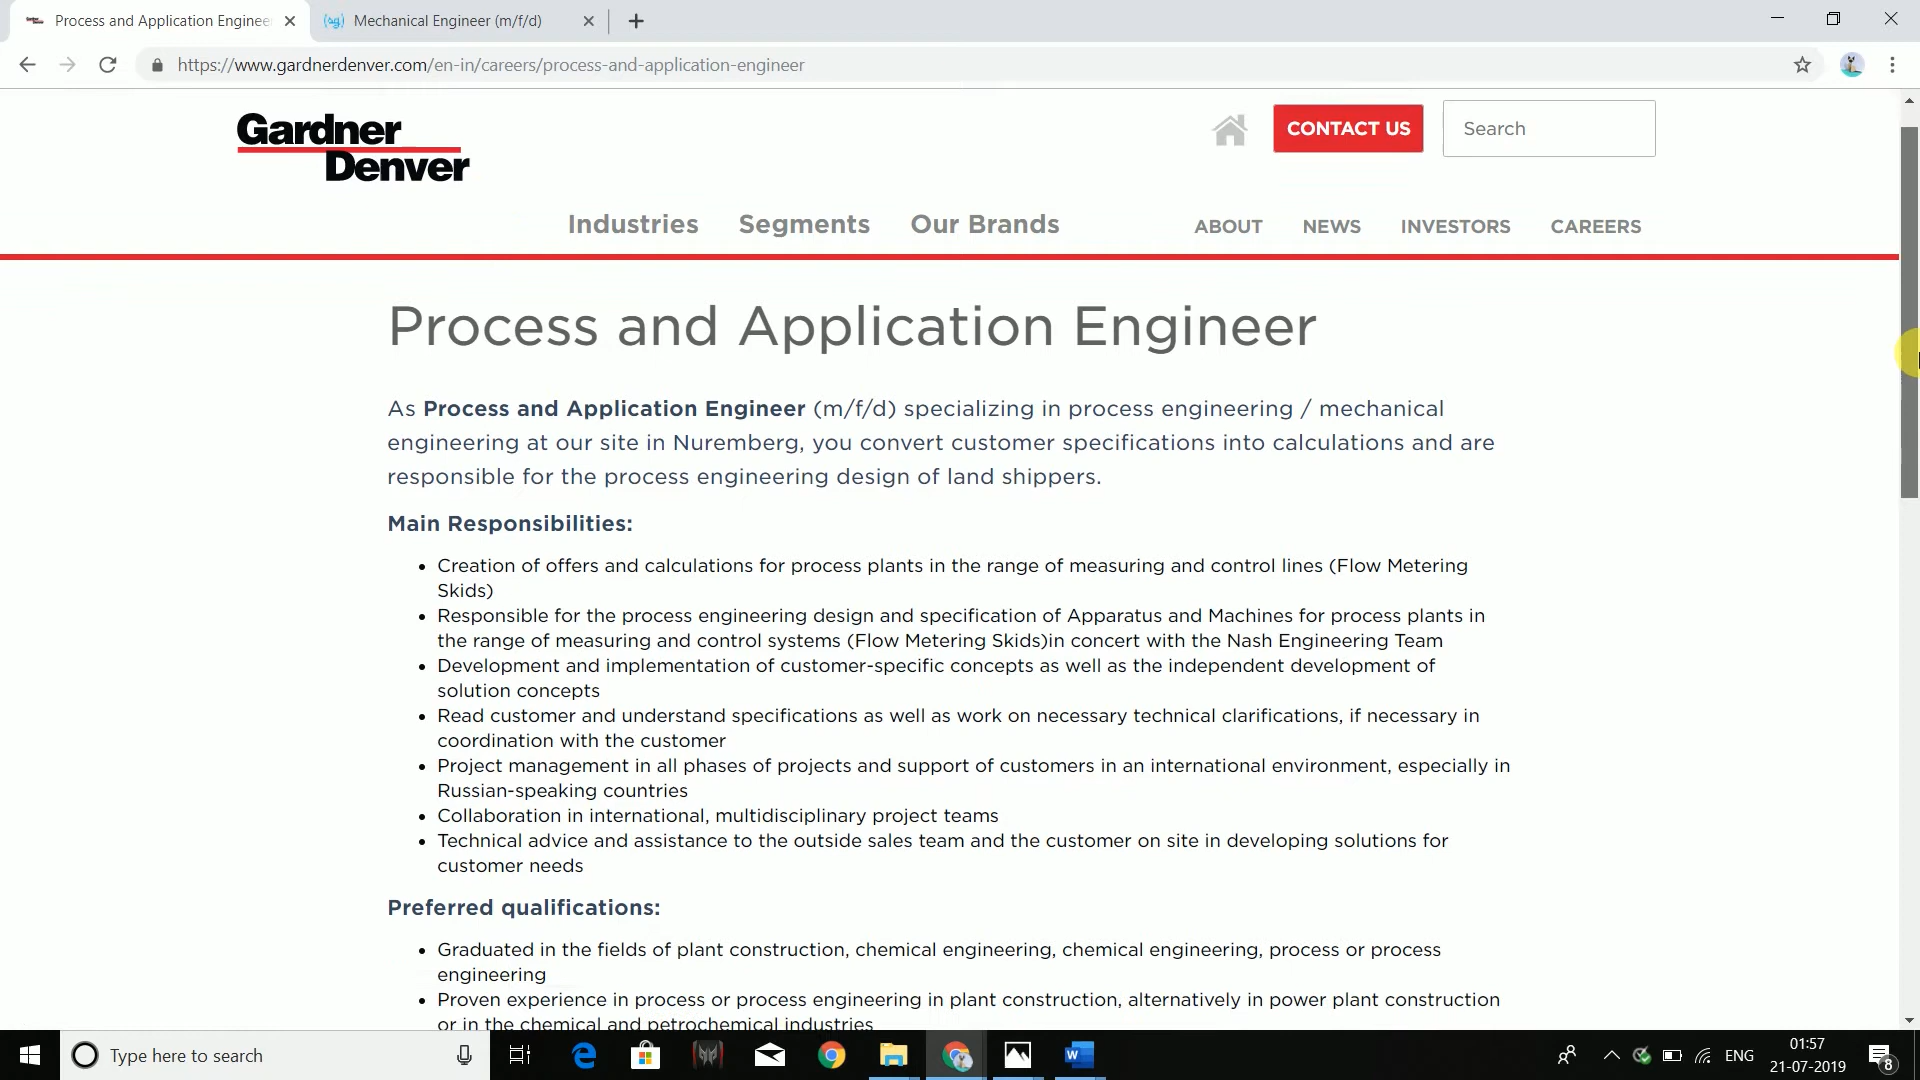 Process and Application Enginee
Mechanical Engineer (m/f/d)
https://www.gardnerdenver.com/en-in/careers/process-and-application-engineer
Gardner
Denver
CONTACT US
Search
Industries Segments Our Brands ABOUT NEWS INVESTORS CAREERS
Process and Application Engineer
As Process and Application Engineer (m/f/d) specializing in process engineering / mechanical
engineering at our site in Nuremberg, you convert customer specifications into calculations and are
responsible for the process engineering design of land shippers.
Main Responsibilities:
Creation of offers and calculations for process plants in the range of measuring and control lines (Flow Metering
Skids)
Responsible for the process engineering design and specification of Apparatus and Machines for process plants in
the range of measuring and control systems (Flow Metering Skids)in concert with the Nash Engineering Team
Development and implementation of customer-specific concepts as well as the independent development of
solution concepts
Read customer and understand specifications as well as work on necessary technical clarifications, if necessary in
coordination with the customer
Project management in all phases of projects and support of customers in an international environment, especially in
Russian-speaking countries
Collaboration in international, multidisciplinary project teams
Technical advice and assistance to the outside sales team and the customer on site in developing solutions for
customer needs
Preferred qualifications:
Graduated in the fields of plant construction, chemical engineering, chemical engineering, process or process
engineering
Proven experience in process or process engineering in plant construction, alternatively in power plant construction
or in the chemical and petrochemical industries
Type here to search
ENG
01:57
21-07-2019
8